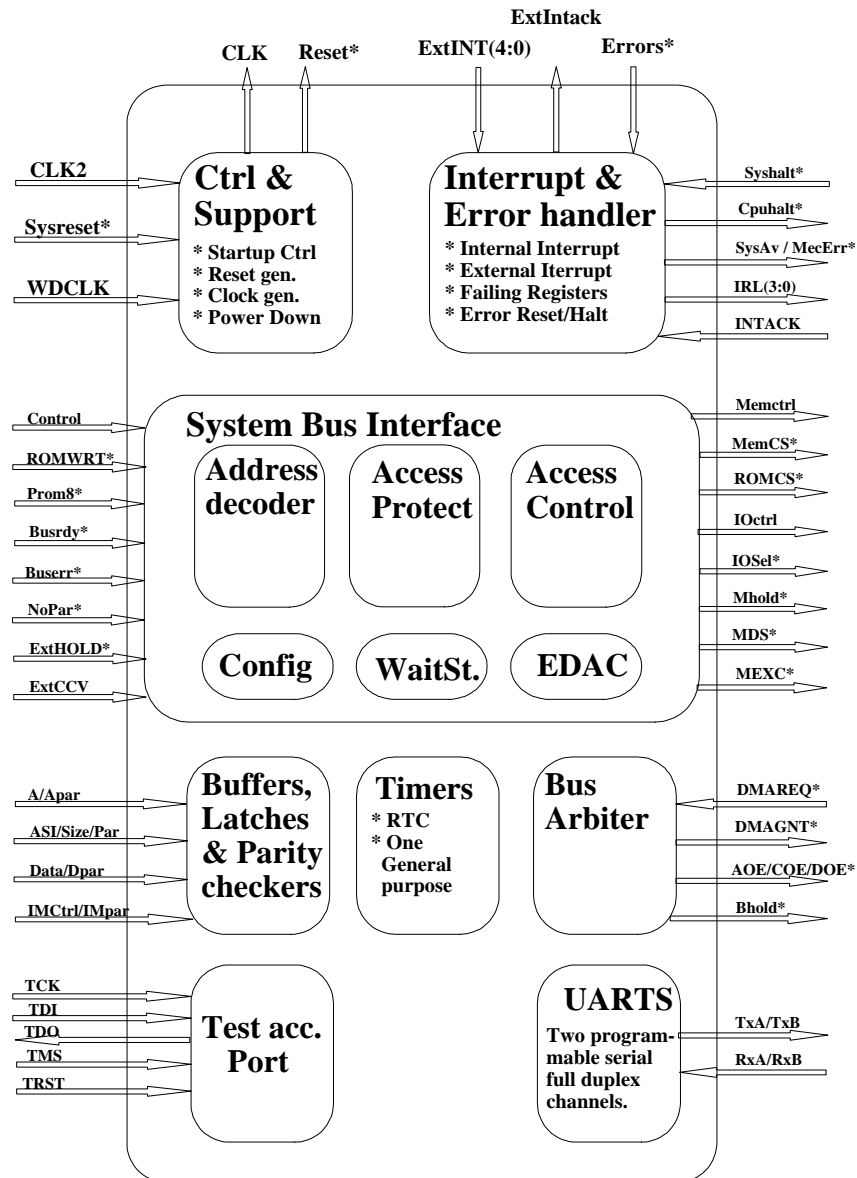 ExtIntack
CLK
Reset*
ExtINT(4:0)
Errors*
CLK2
Sysreset*
WDCLK
Ctrl &
Support
* Startup Ctrl
* Reset gen.
* Clock gen.
* Power Down
Interrupt &
Error handler
* Internal Interrupt
* External Iterrupt
* Failing Registers
* Error Reset/Halt
Syshalt*
Cpuhalt*
SysAv / MecErr*
IRL(3:0)
INTACK
Control
ROMWRT*
Prom8*
Busrdy*
Buserr*
NoPar*
ExtHOLD*
ExtCCV
System Bus Interface
Address
decoder
Access
Protect
Access
Control
Config
WaitSt.
EDAC
Memctrl
MemCS*
ROMCS*
IOctrl
IOSel*
Mhold*
MDS*
MEXC*
A/Apar
ASI/Size/Par
Data/Dpar
IMCtrl/IMpar
Buffers,
Latches
& Parity
checkers
Timers
* RTC
* One
General
purpose
Bus
Arbiter
DMAREQ*
DMAGNT*
AOE/COE/DOE*
Bhold*
TCK
TDI
TDO
TMS
TRST
Test acc.
Port
UARTS
Two program-
mable serial
full duplex
channels.
TxA/TxB
RxA/RxB